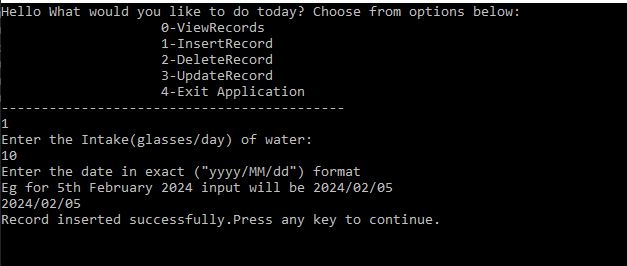 Hello What would you like to do today? Choose from options below:
0-ViewRecords
1-InsertRecord
2-DeleteRecord
3-UpdateRecord
4-Exit Application
-------------------------------------------
1
Enter the Intake(glasses/day) of water:
10
Enter the date in exact ("yyyy/MM/dd") format
Eg for 5th February 2024 input will be 2024/02/05
2024/02/05
Record inserted successfully.Press any key to continue.